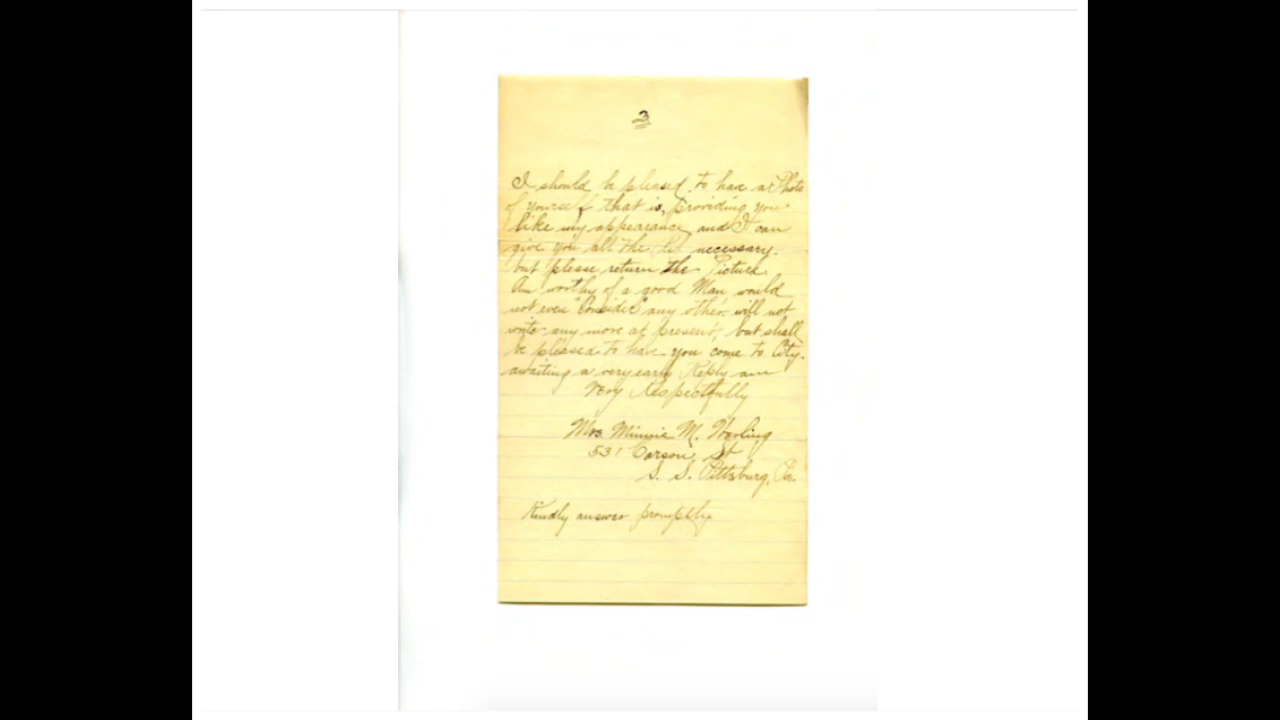 3
I should be pleased to have a Photo
of yourself that is, providing you
like my appearance, and I can
give you all the necessary.
but please return the Picture.
Am worthy of a good Man, would
not even "Consider" any other, will not
write any more at present, but shall
be pleased to have you come to City.
awaiting a very early Reply am
Very Respectfully
Mrs. Minnie M.
531 Carson, St
S. S. Pittsburg, Pa.
Kindly answer promptly